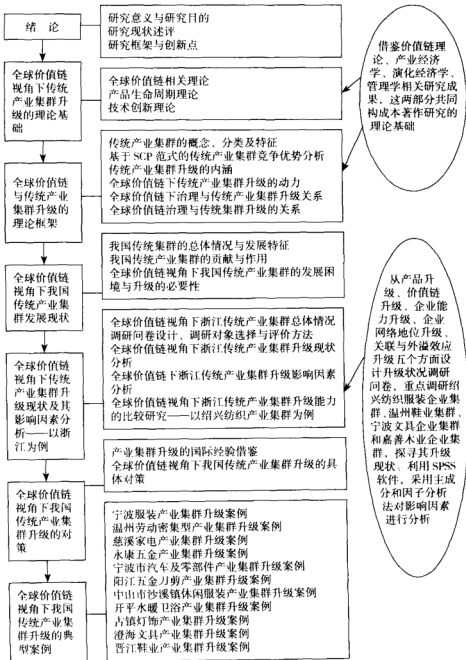 绪 论
研究意义与研究目的
研究现状述评
研究框架与创新点
全球价值链
视角下传统产
业集群升
级的理论基
础
全球价值链相关理论
产品生命周期理论
技术创新理论
借鉴价值链理
论、产业经济
学、演化经济学、
管理学相关研究成
果,这两部分共同
构成本著作研究的
理论基础
全球价值链
与传统产业
集群升级的
理论框架
传统产业集群的概念、分类及特征
基于SCP范式的传统产业集群竞争优势分析
传统产业集群升级的内涵
全球价值链下传统产业集群升级的动力
全球价值链下治理与传统产业集群升级关系
全球价值链治理与传统集群升级的关系
全球价值链
视角下我国
传统产业集
群发展现状
我国传统集群的总体情况与发展特征
我国传统产业集群的贡献与作用
全球价值链视角下我国传统产业集群的发展困
境与升级的必要性
全球价值链
视角下传统
产业集群升
级现状及其
影响因素分
析——以浙
江为例
全球价值链视角下浙江传统产业集群总体情况
调研问卷设计、调研对象选择与评价方法
全球价值链视角下浙江传统产业集群升级现状
分析
全球价值链下浙江传统产业集群升级影响因素
分析
全球价值链视角下浙江传统产业集群升级能力
的比较研究——以绍兴纺织产业集群为例
从产品升
级、价值链
升级、企业能
力升级、企业
网络地位升级、
关联与外溢效应
升级五个方面设
计升级状况调研
问卷,重点调研绍
兴纺织服装企业集
群、温州鞋业集群、
宁波文具企业集群
和嘉善木业企业集
群,探寻其升级
现状;利用SPSS
软件,采用主成
分和因子分析
法对影响因素
进行分析
全球价值链
视角下我国
传统产业集
群升级的对
策
产业集群升级的国际经验借鉴
全球价值链视角下我国传统产业集群升级的具
体对策
全球价值链
视角下我国
传统产业集
群升级的典
型案例
宁波服装产业集群升级案例
温州劳动密集型产业集群升级案例
慈溪家电产业集群升级案例
永康五金产业集群升级案例
宁波市汽车及零部件产业集群升级案例
阳江五金刀剪产业集群升级案例
中山市沙溪镇休闲服装产业集群升级案例
开平水暖卫浴产业集群升级案例
古镇灯饰产业集群升级案例
澄海文具产业集群升级案例
晋江鞋业产业集群升级案例